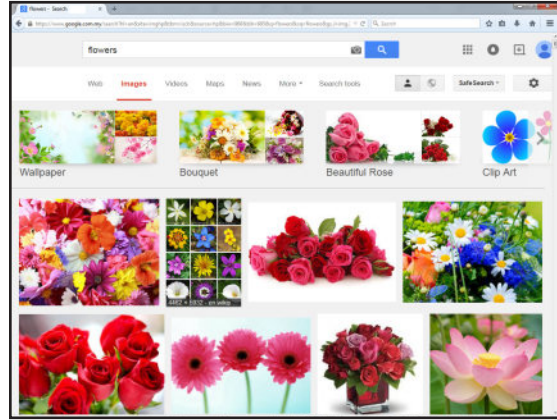 flowers - Search
flowers
Web Images Videos Maps News More Search tools SafeSearch
Wallpaper Bouquet Beautiful Rose Clip Art